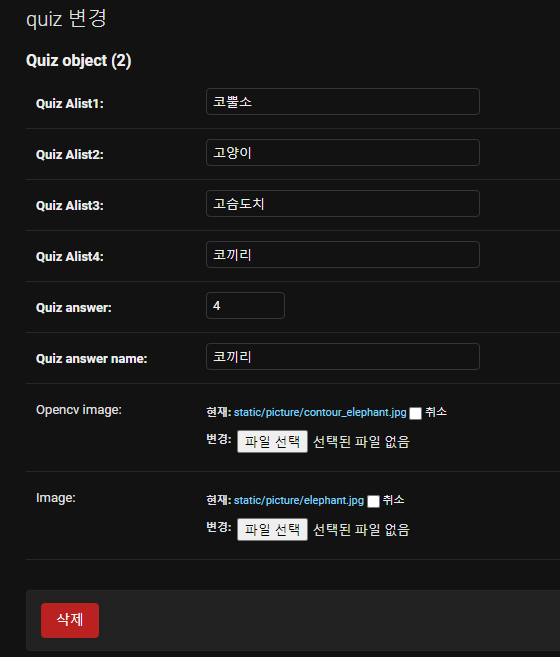 quiz 변경
Quiz object (2)
Quiz Alist1: 코뿔소
Quiz Alist2: 고양이
Quiz Alist3: 고슴도치
Quiz Alist4: 코끼리
Quiz answer: 4
Quiz answer name: 코끼리
Opencv image: 현재: static/picture/contour_elephant.jpg 취소
변경: 파일 선택 선택된 파일 없음
Image: 현재: static/picture/elephant.jpg 취소
변경: 파일 선택 선택된 파일 없음
삭제